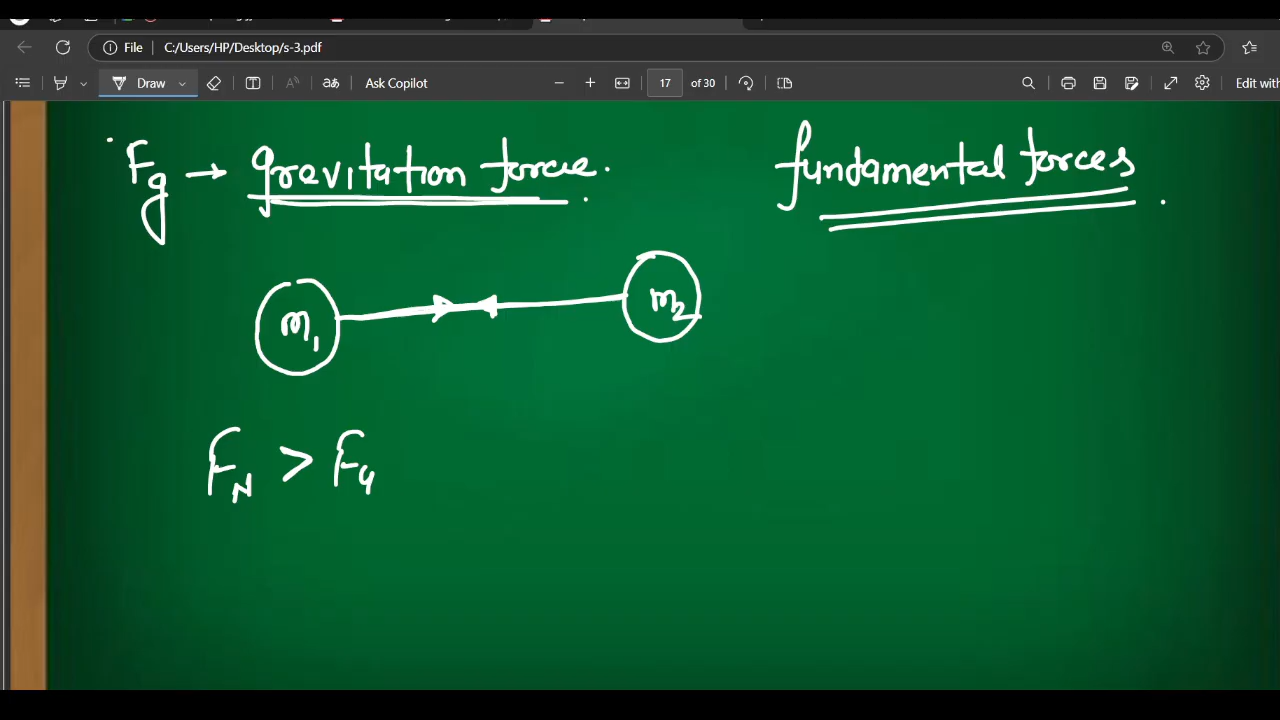 File C:/Users/HP/Desktop/s-3.pdf
Draw Ask Copilot 17 of 30 Edit with
Fg → grevitation force. fundamental forces
m1 m2
FN > Fg